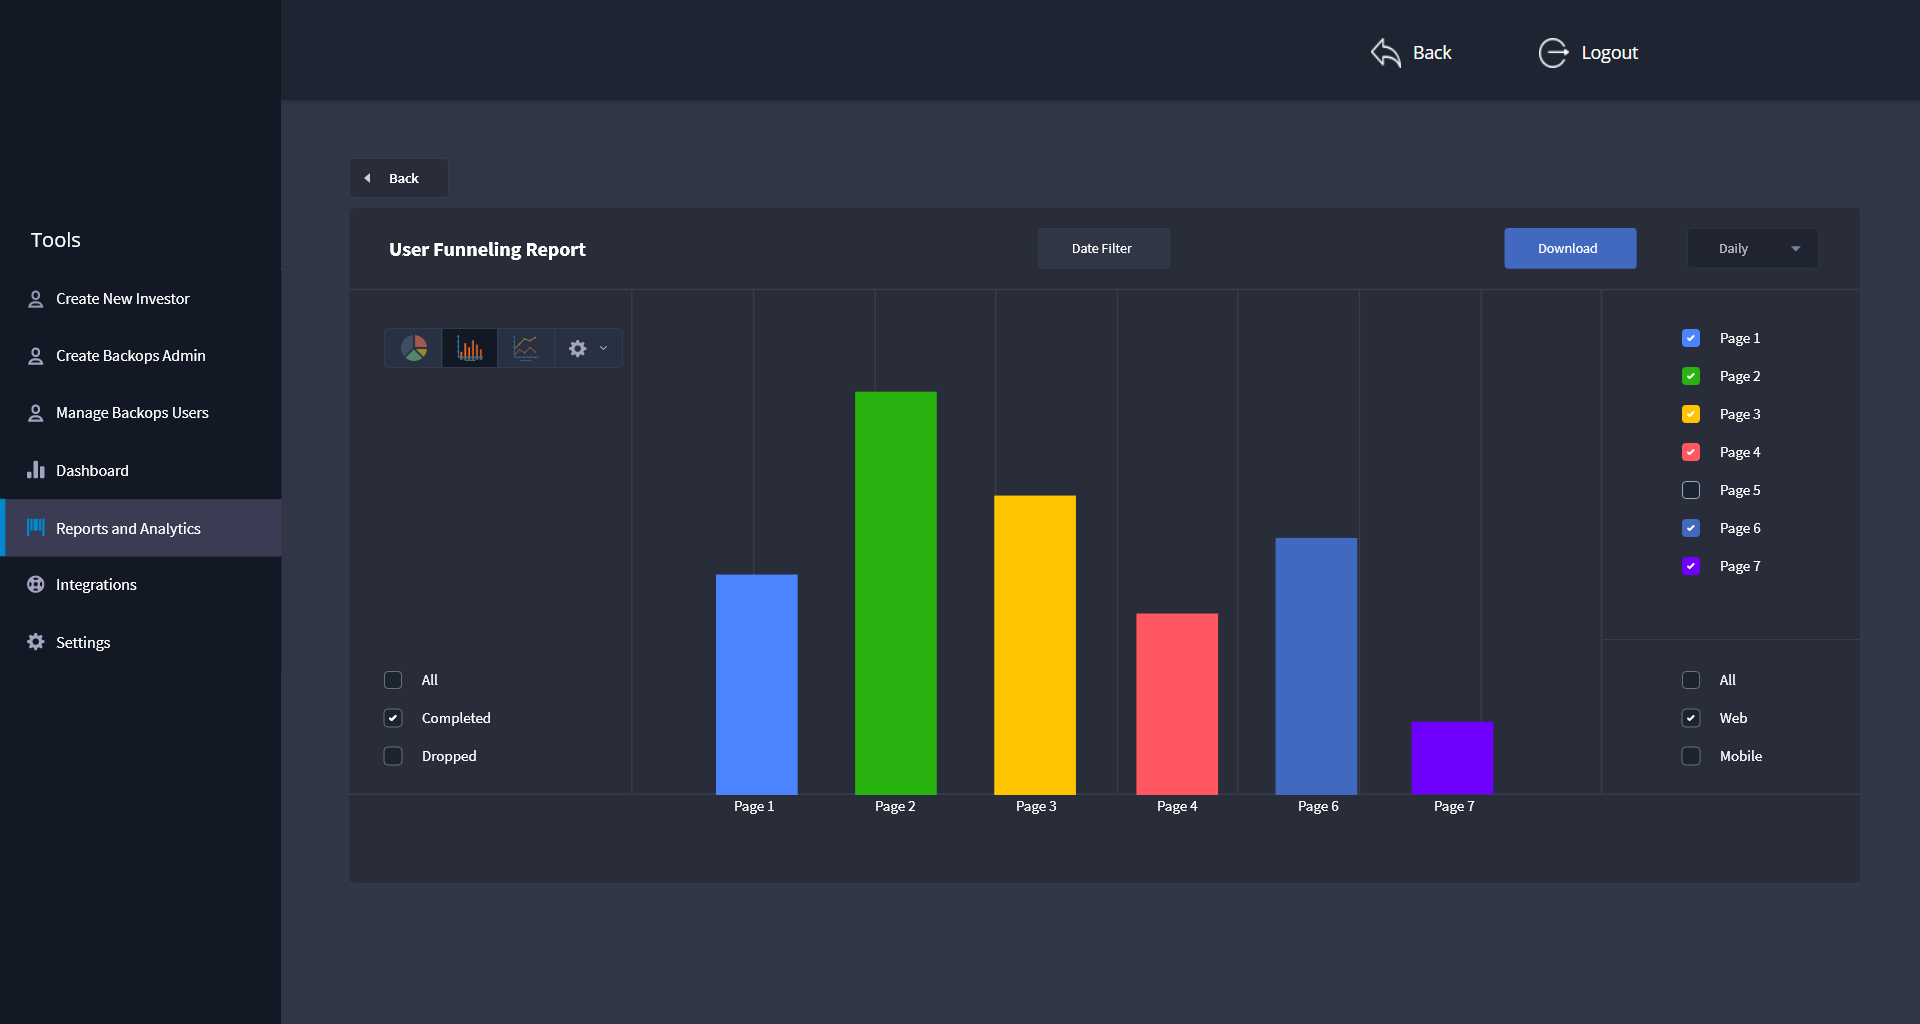 Back
Logout
Tools
Create New Investor
Create Backops Admin
Manage Backops Users
Dashboard
Reports and Analytics
Integrations
Settings
Back
User Funneling Report
Date Filter
Download
Daily
All
Completed
Dropped
Page 1
Page 2
Page 3
Page 4
Page 6
Page 7
Page 1
Page 2
Page 3
Page 4
Page 5
Page 6
Page 7
All
Web
Mobile